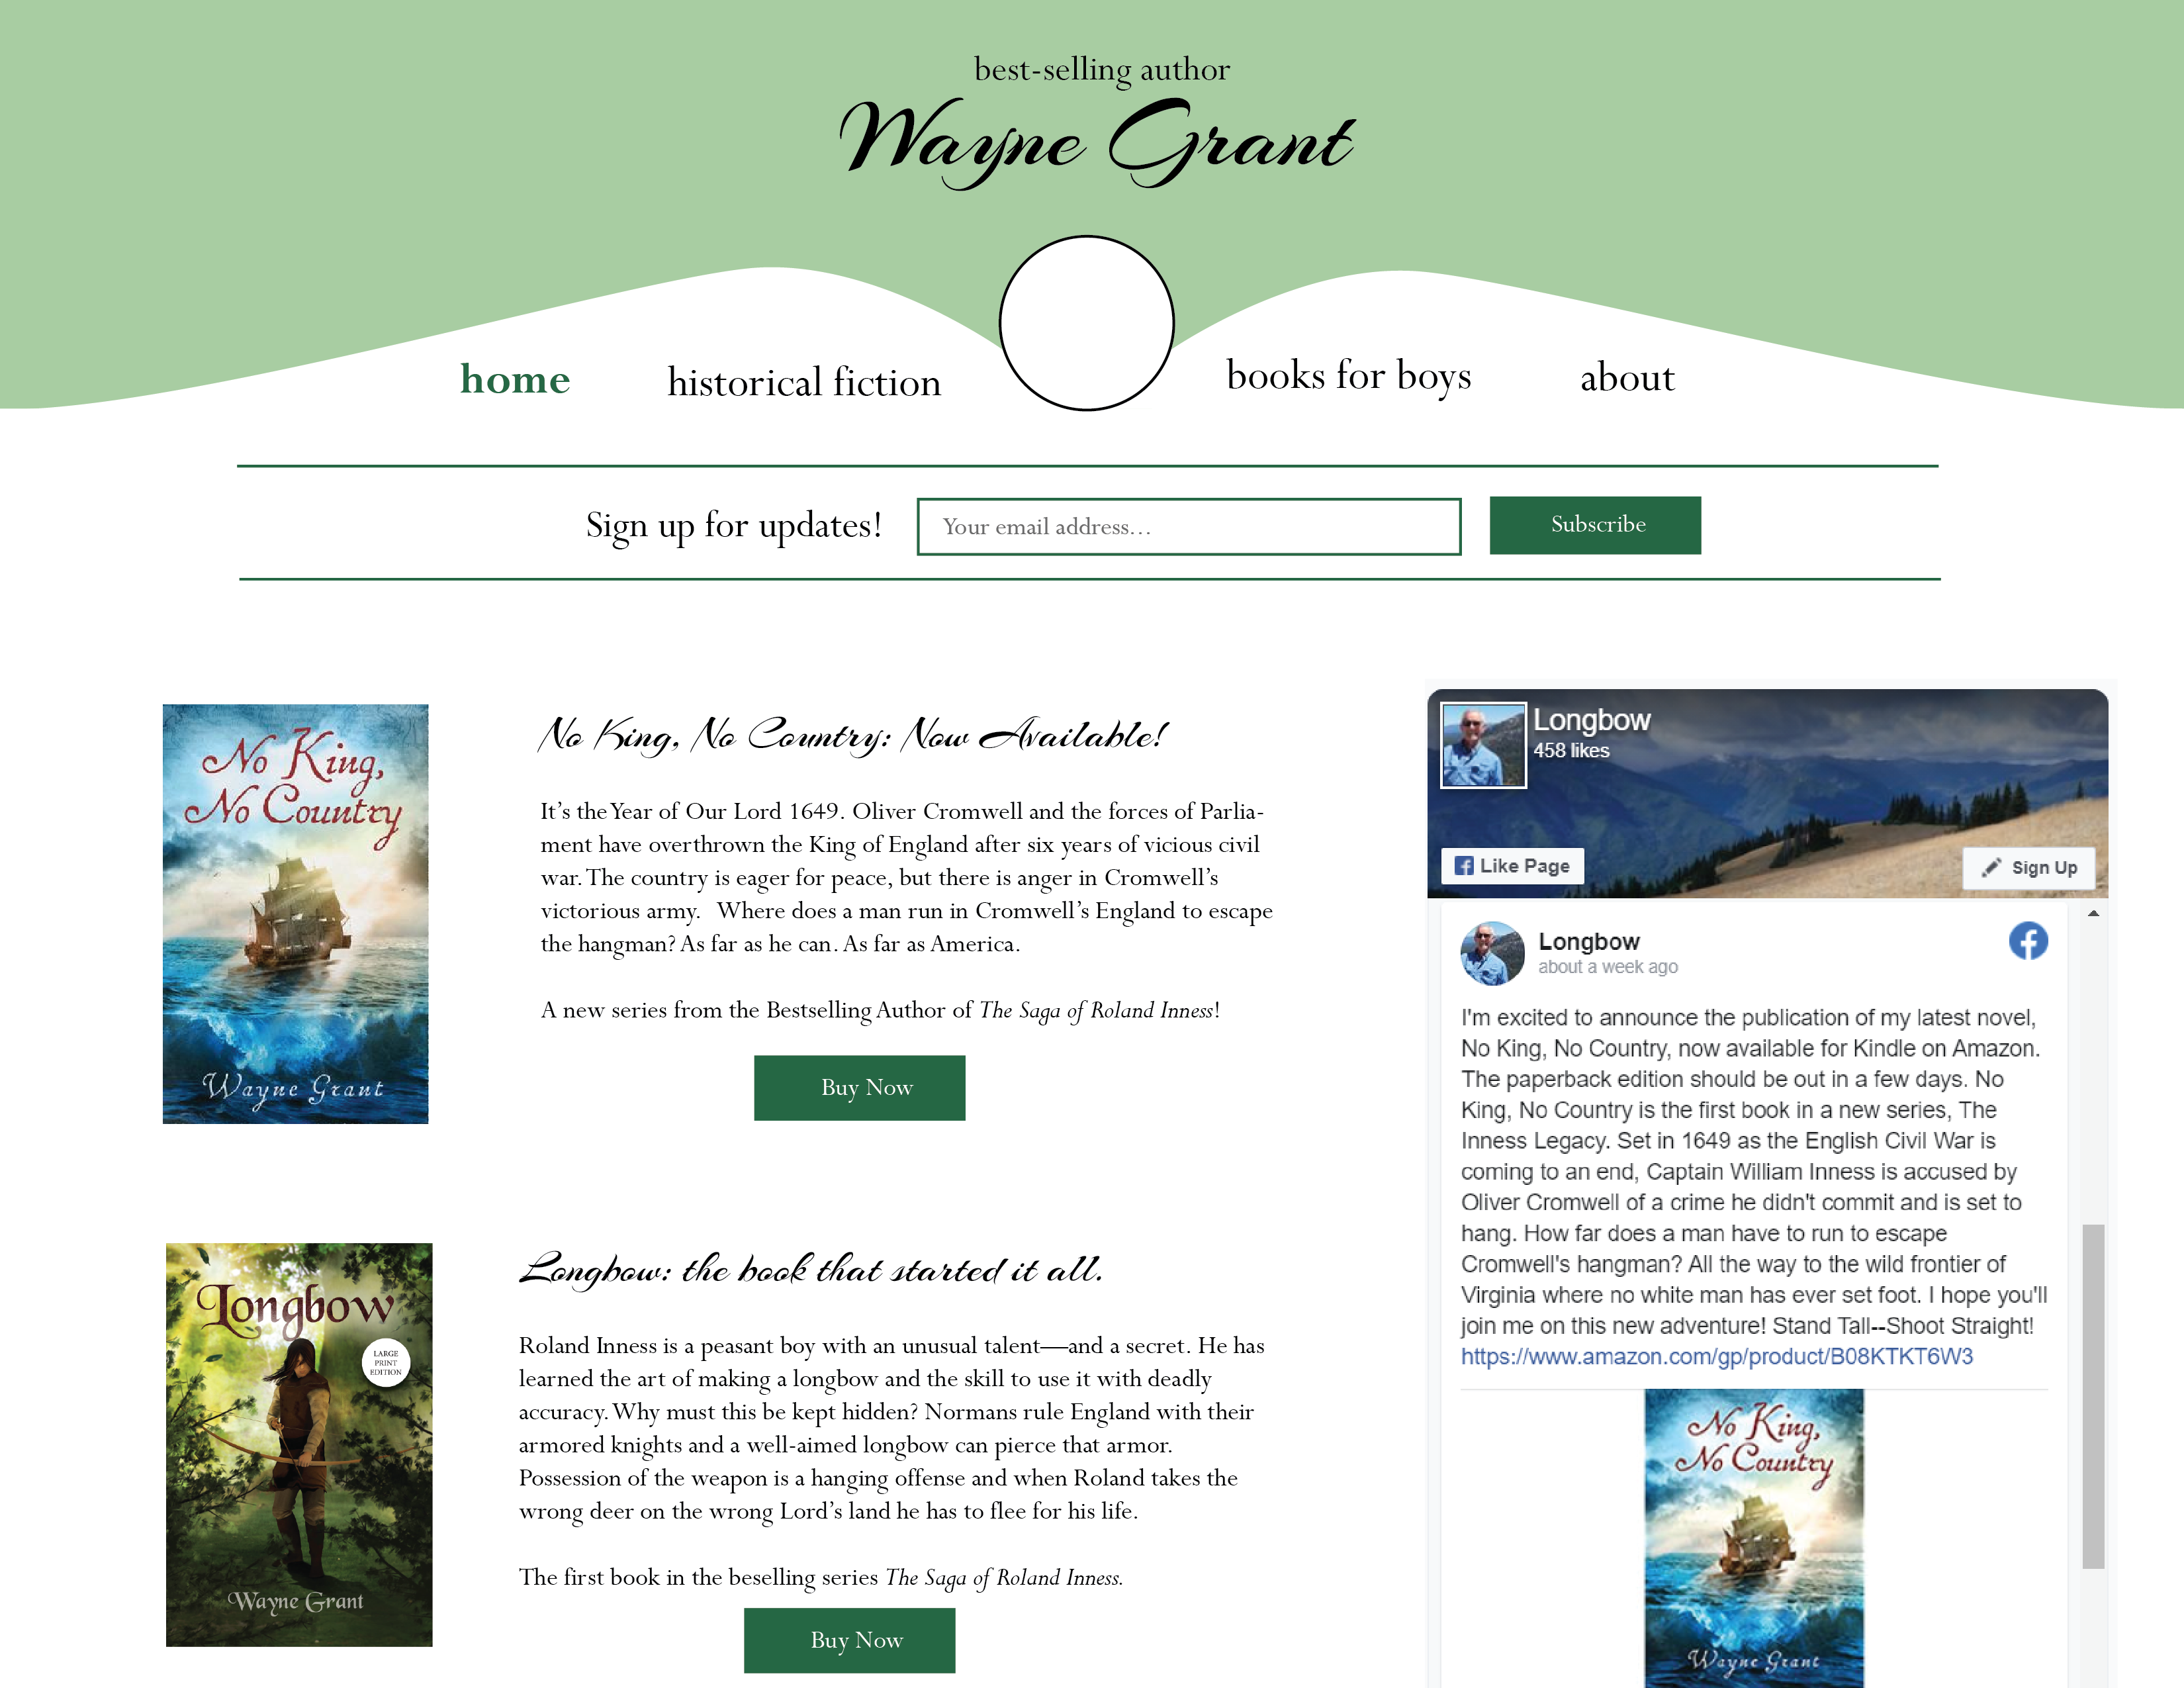 best-selling author
Wayne Grant
home
historical fiction
books for boys
about
Sign up for updates!
Your email address...
Subscribe
No King,
No Country
Wayne Grant
No King, No Country: Now Available!
It’s the Year of Our Lord 1649. Oliver Cromwell and the forces of Parlia-
ment have overthrown the King of England after six years of vicious civil
war. The country is eager for peace, but there is anger in Cromwell’s
victorious army.   Where does a man run in Cromwell’s England to escape
the hangman? As far as he can. As far as America.
A new series from the Bestselling Author of The Saga of Roland Inness!
Buy Now
Longbow
LARGE
PRINT
EDITION
Wayne Grant
Longbow: the book that started it all.
Roland Inness is a peasant boy with an unusual talent—and a secret. He has
learned the art of making a longbow and the skill to use it with deadly
accuracy. Why must this be kept hidden? Normans rule England with their
armored knights and a well-aimed longbow can pierce that armor.
Possession of the weapon is a hanging offense and when Roland takes the
wrong deer on the wrong Lord’s land he has to flee for his life.
The first book in the beselling series The Saga of Roland Inness.
Buy Now
Longbow
458 likes
Like Page
Sign Up
Longbow
about a week ago
I'm excited to announce the publication of my latest novel,
No King, No Country, now available for Kindle on Amazon.
The paperback edition should be out in a few days. No
King, No Country is the first book in a new series, The
Inness Legacy. Set in 1649 as the English Civil War is
coming to an end, Captain William Inness is accused by
Oliver Cromwell of a crime he didn't commit and is set to
hang. How far does a man have to run to escape
Cromwell's hangman? All the way to the wild frontier of
Virginia where no white man has ever set foot. I hope you'll
join me on this new adventure! Stand Tall--Shoot Straight!
https://www.amazon.com/gp/product/B08KTKT6W3
No King,
No Country
Wayne Grant